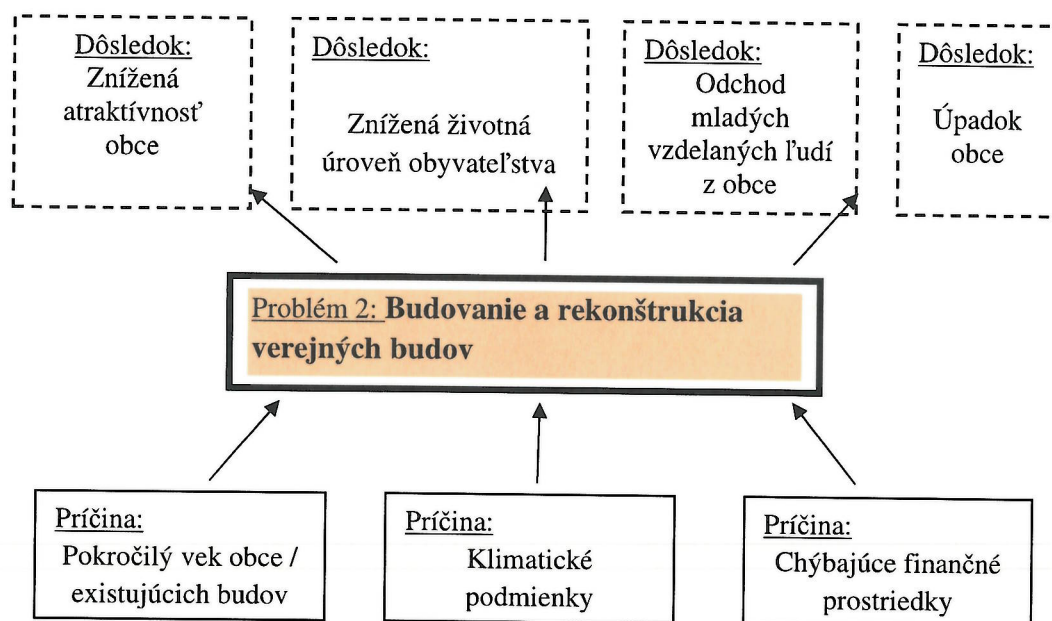 Dôsledok:
Znížená
atraktívnosť
obce
Dôsledok:
Znížená životná
úroveň obyvateľstva
Dôsledok:
Odchod
mladých
vzdelaných ľudí
z obce
Dôsledok:
Úpadok
obce
Problém 2: Budovanie a rekonštrukcia
verejných budov
Príčina:
Pokročilý vek obce /
existujúcich budov
Príčina:
Klimatické
podmienky
Príčina:
Chýbajúce finančné
prostriedky